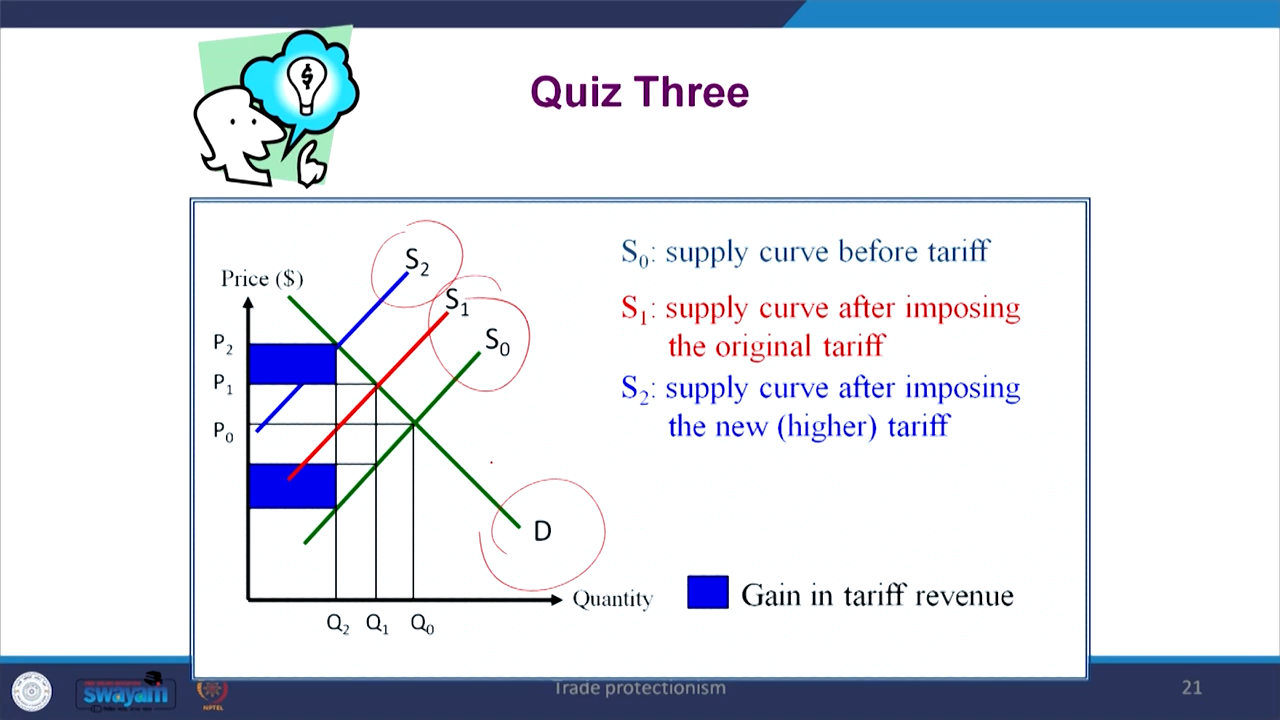 Quiz Three
$
Price ($)
S₂
S₁
S₀
P₂
P₁
P₀
D
Quantity
Q₂ Q₁ Q₀
S₀: supply curve before tariff
S₁: supply curve after imposing
the original tariff
S₂: supply curve after imposing
the new (higher) tariff
Gain in tariff revenue
swayam
NPTEL
Trade protectionism
21